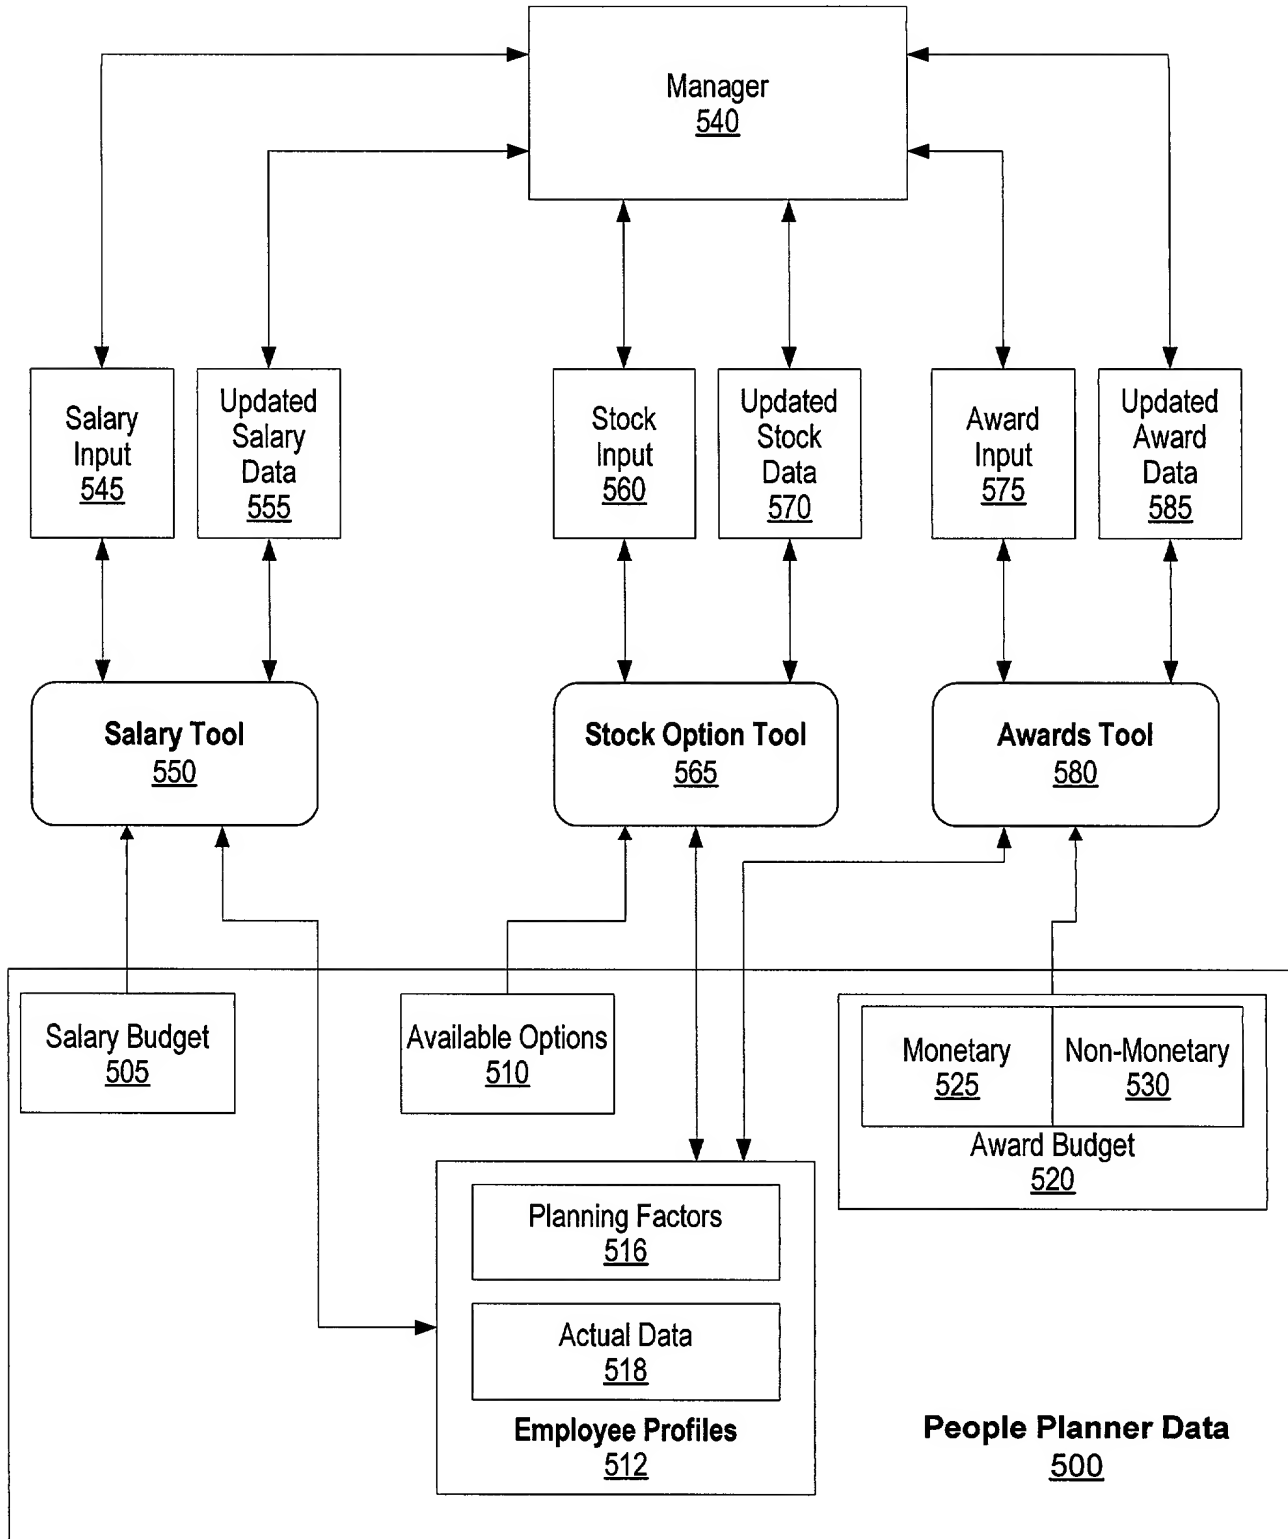 Manager
540
Salary
Input
545
Updated
Salary
Data
555
Stock
Input
560
Updated
Stock
Data
570
Award
Input
575
Updated
Award
Data
585
Salary Tool
550
Stock Option Tool
565
Awards Tool
580
Salary Budget
505
Available Options
510
Monetary
525
Non-Monetary
530
Award Budget
520
Planning Factors
516
Actual Data
518
Employee Profiles
512
People Planner Data
500